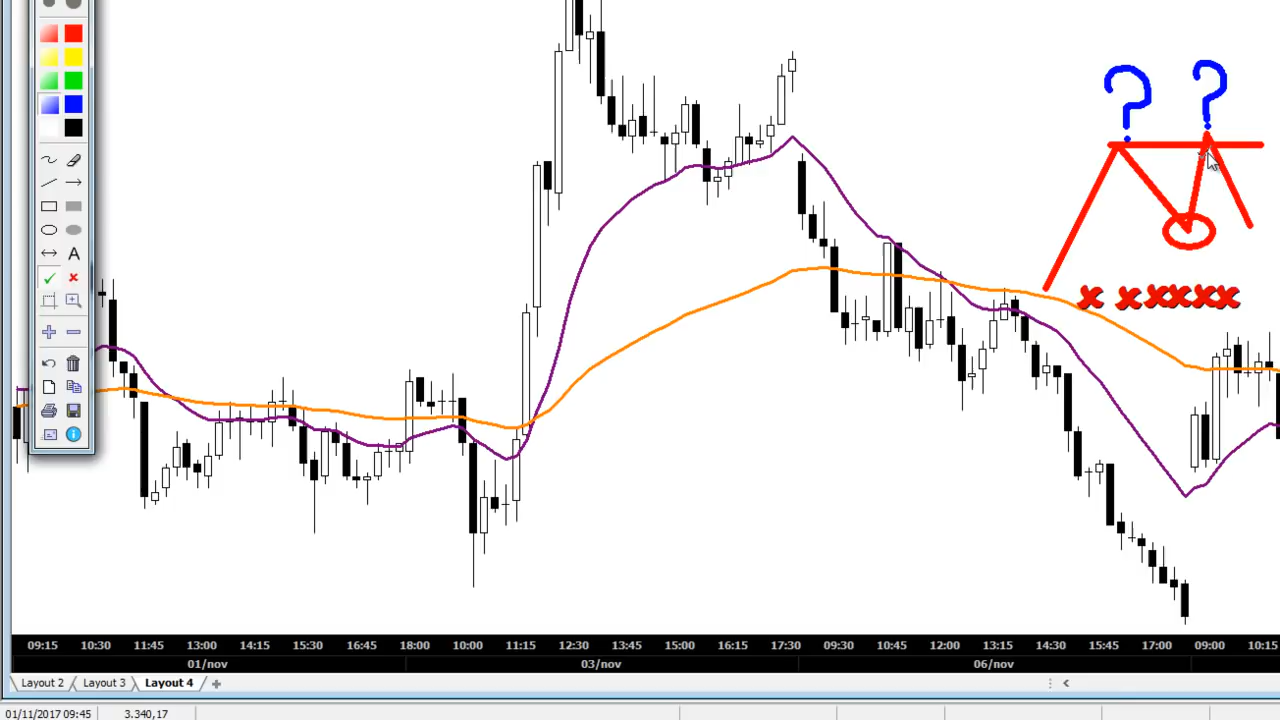 ? ?
x xxxxxx
A
09:15 10:30 11:45 13:00 14:15 15:30 16:45 18:00 10:00 11:15 12:30 13:45 15:00 16:15 17:30 09:30 10:45 12:00 13:15 14:30 15:45 17:00 09:00 10:15
01/nov 03/nov 06/nov
Layout 2 Layout 3 Layout 4
01/11/2017 09:45 3.340,17